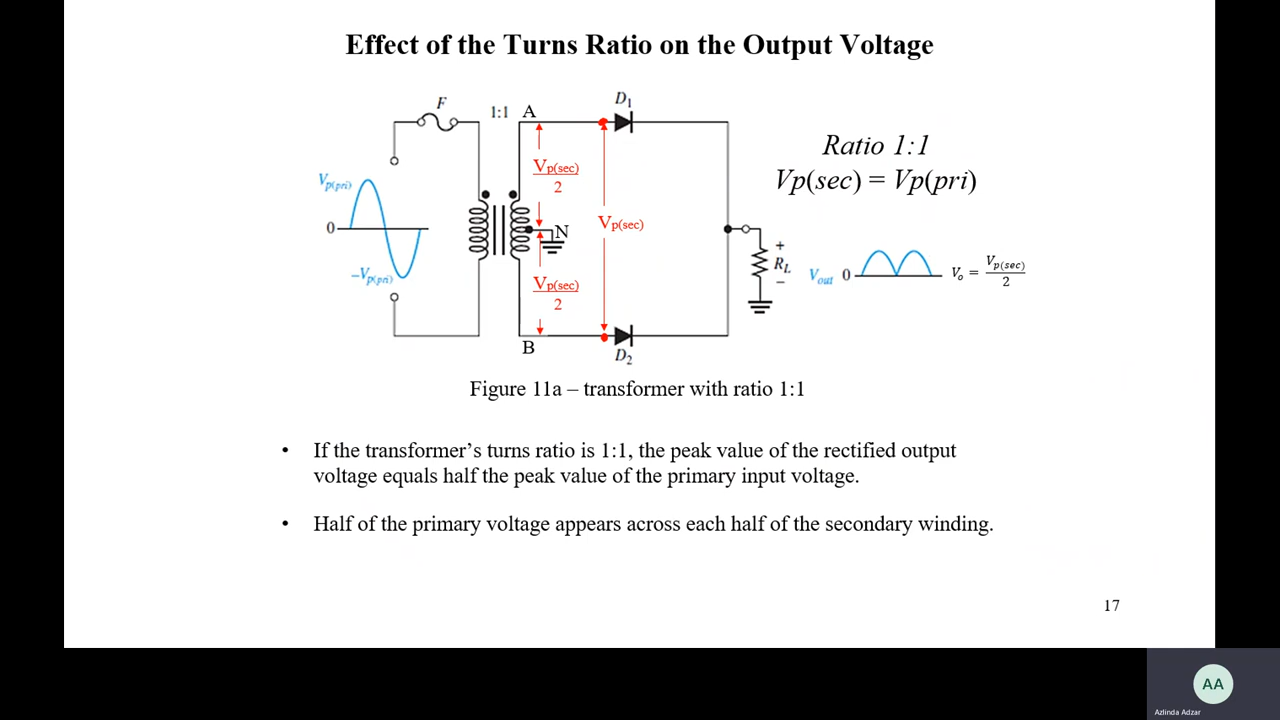 Effect of the Turns Ratio on the Output Voltage
F
1:1
A
D1
Vp(pri)
0
−Vp(pri)
Vp(sec)
2
N
Vp(sec)
Vp(sec)
2
B
D2
Ratio 1:1
Vp(sec) = Vp(pri)
+
RL
−
Vout 0
Vo = Vp(sec)
2
Figure 11a – transformer with ratio 1:1
• If the transformer’s turns ratio is 1:1, the peak value of the rectified output
voltage equals half the peak value of the primary input voltage.
• Half of the primary voltage appears across each half of the secondary winding.
17
AA
Azlinda Adzar